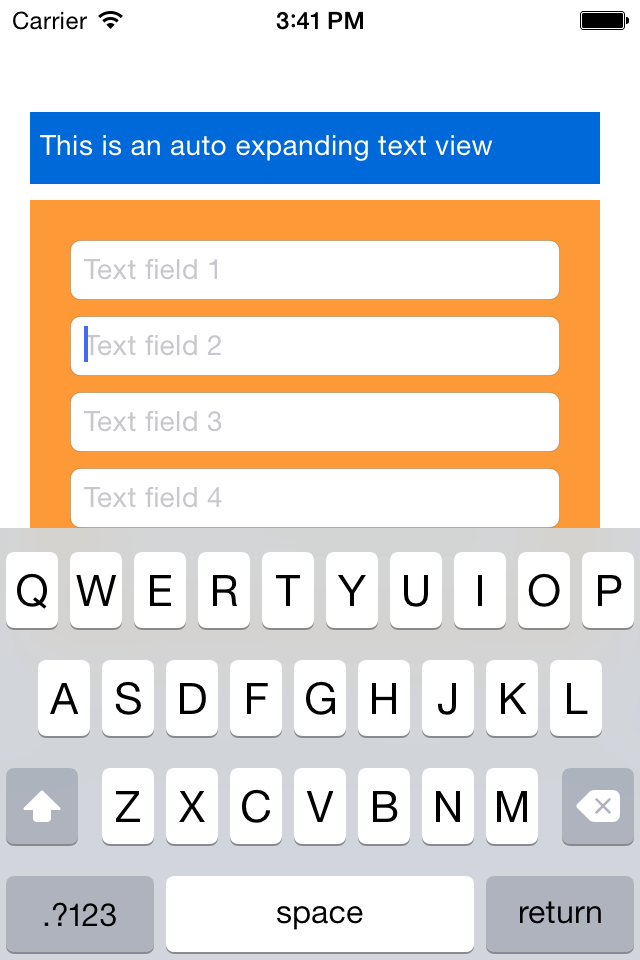 Carrier 3:41 PM
This is an auto expanding text view
Text field 1
Text field 2
Text field 3
Text field 4
Q W E R T Y U I O P
A S D F G H J K L
Z X C V B N M
.?123 space return